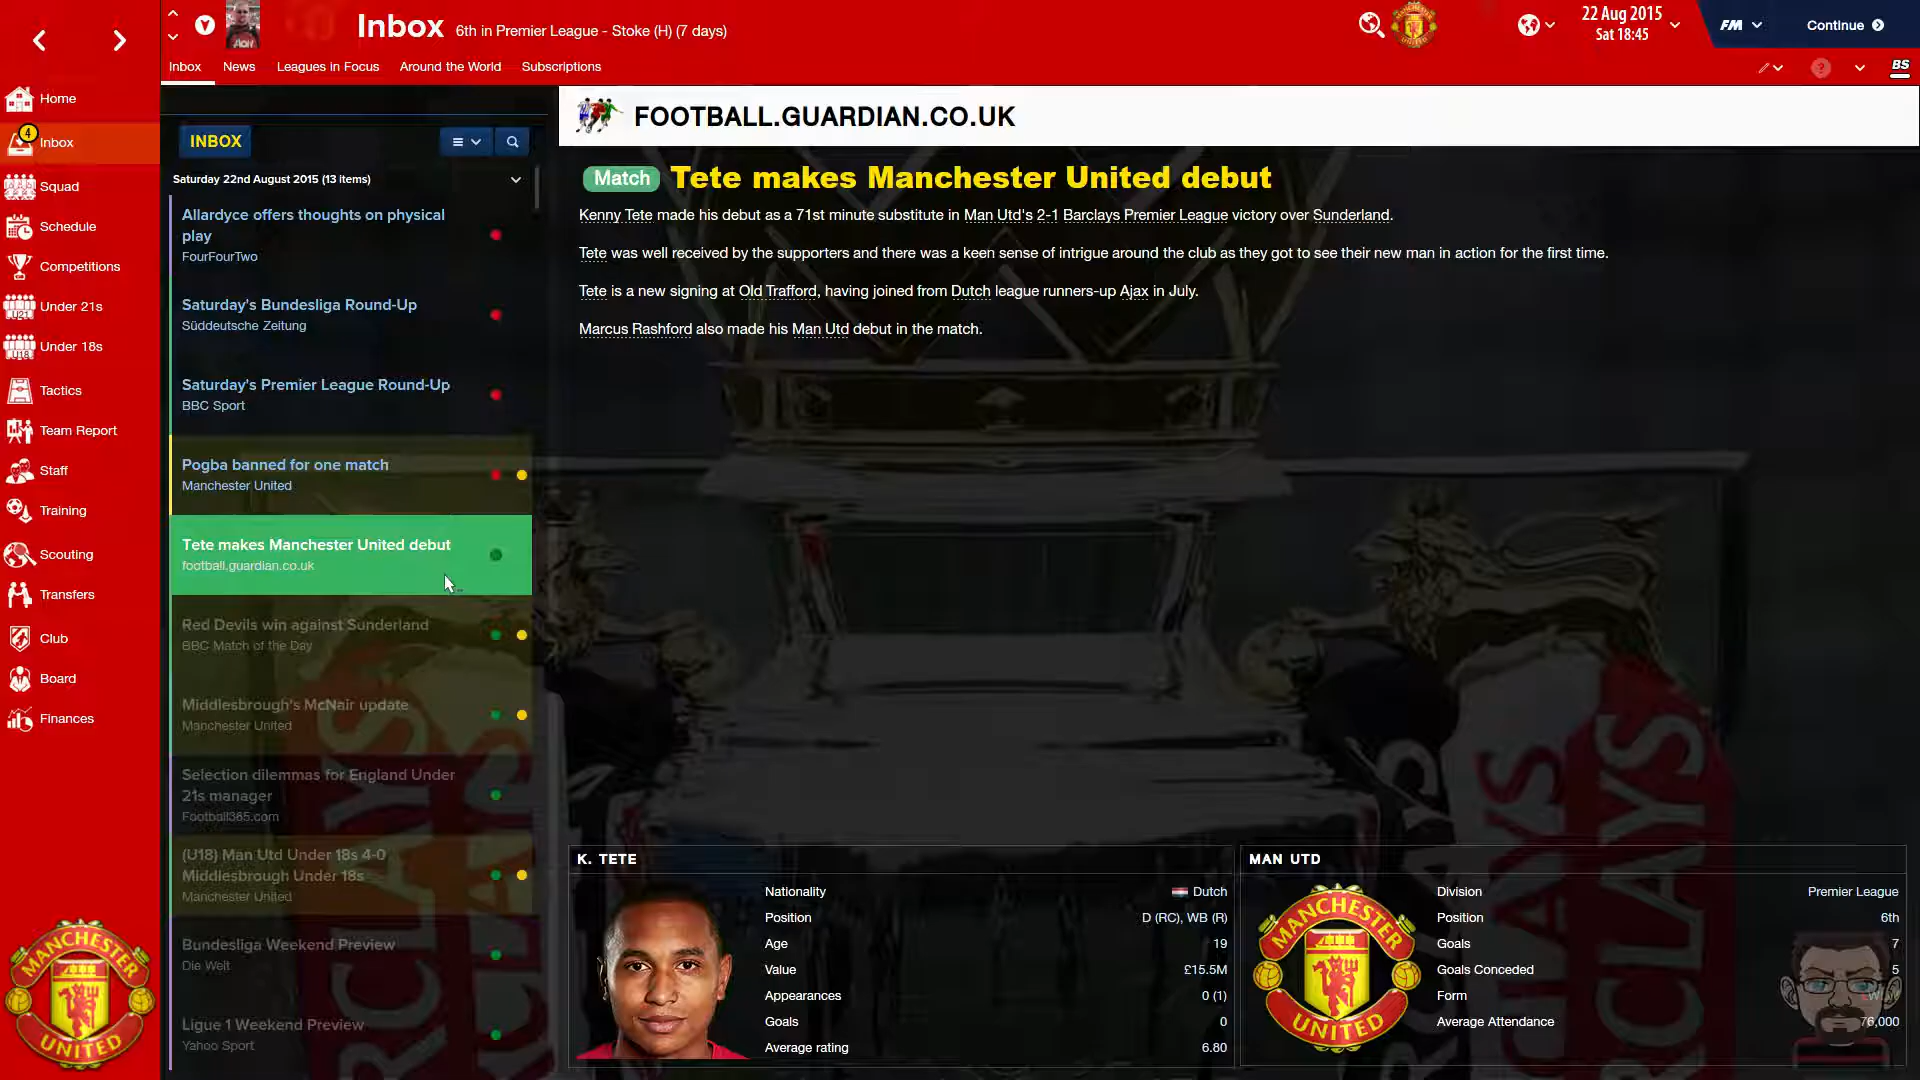 Inbox 6th in Premier League - Stoke (H) (7 days)
22 Aug 2015
Sat 18:45
FM
Continue
Inbox News Leagues in Focus Around the World Subscriptions
BS
Home
4
Inbox
Squad
Schedule
Competitions
U21
Under 21s
U18
Under 18s
Tactics
Team Report
Staff
Training
Scouting
Transfers
Club
Board
Finances
MANCHESTER
UNITED
INBOX
Saturday 22nd August 2015 (13 items)
Allardyce offers thoughts on physical
play
FourFourTwo
Saturday's Bundesliga Round-Up
Süddeutsche Zeitung
Saturday's Premier League Round-Up
BBC Sport
Pogba banned for one match
Manchester United
Tete makes Manchester United debut
football.guardian.co.uk
Red Devils win against Sunderland
BBC Match of the Day
Middlesbrough's McNair update
Manchester United
Selection dilemmas for England Under
21s manager
Football365.com
(U18) Man Utd Under 18s 4-0
Middlesbrough Under 18s
Manchester United
Bundesliga Weekend Preview
Die Welt
Ligue 1 Weekend Preview
Yahoo Sport
FOOTBALL.GUARDIAN.CO.UK
Match Tete makes Manchester United debut
Kenny Tete made his debut as a 71st minute substitute in Man Utd's 2-1 Barclays Premier League victory over Sunderland.
Tete was well received by the supporters and there was a keen sense of intrigue around the club as they got to see their new man in action for the first time.
Tete is a new signing at Old Trafford, having joined from Dutch league runners-up Ajax in July.
Marcus Rashford also made his Man Utd debut in the match.
K. TETE
Nationality Dutch
Position D (RC), WB (R)
Age 19
Value £15.5M
Appearances 0 (1)
Goals 0
Average rating 6.80
MAN UTD
MANCHESTER
UNITED
Division Premier League
Position 6th
Goals 7
Goals Conceded 5
Form
Average Attendance 76,000
BARCLAYS
BARCLAYS